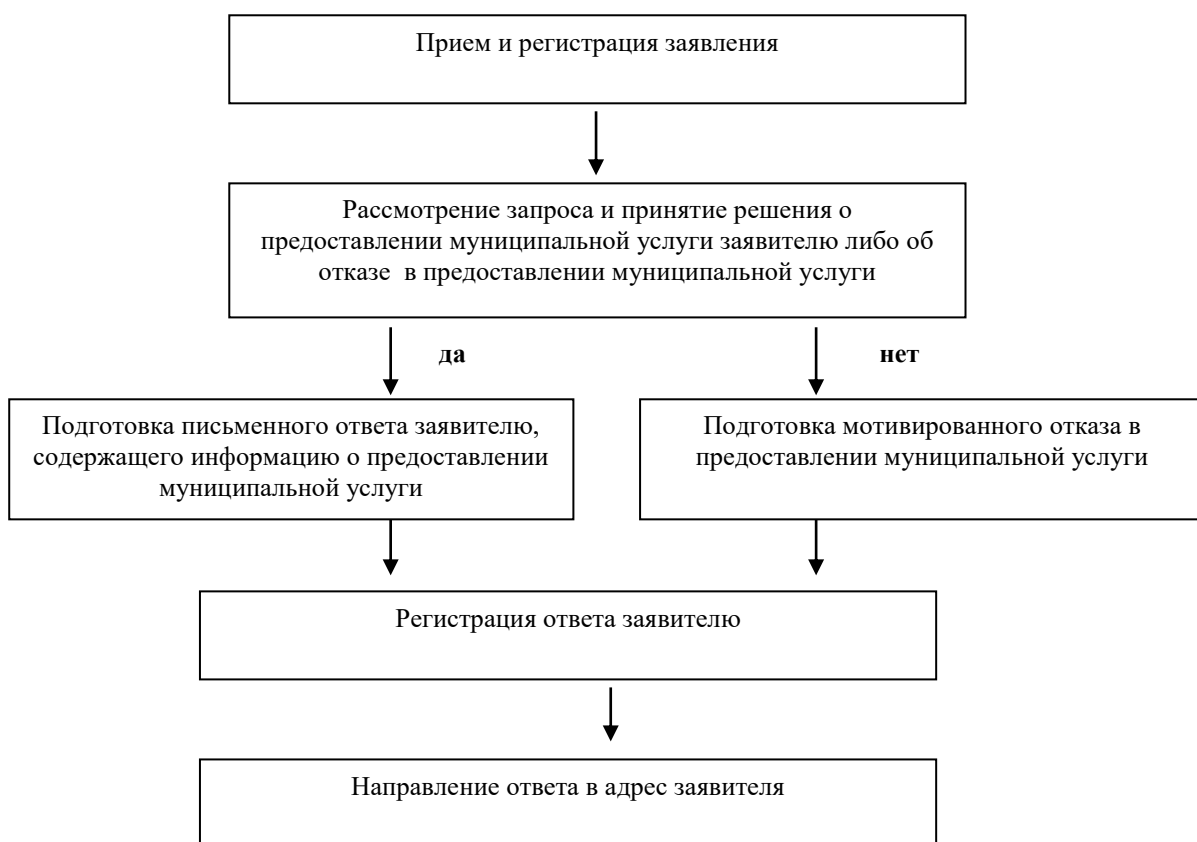 Прием и регистрация заявления
Рассмотрение запроса и принятие решения о
предоставлении муниципальной услуги заявителю либо об
отказе  в предоставлении муниципальной услуги
да
нет
Подготовка письменного ответа заявителю,
содержащего информацию о предоставлении
муниципальной услуги
Подготовка мотивированного отказа в
предоставлении муниципальной услуги
Регистрация ответа заявителю
Направление ответа в адрес заявителя